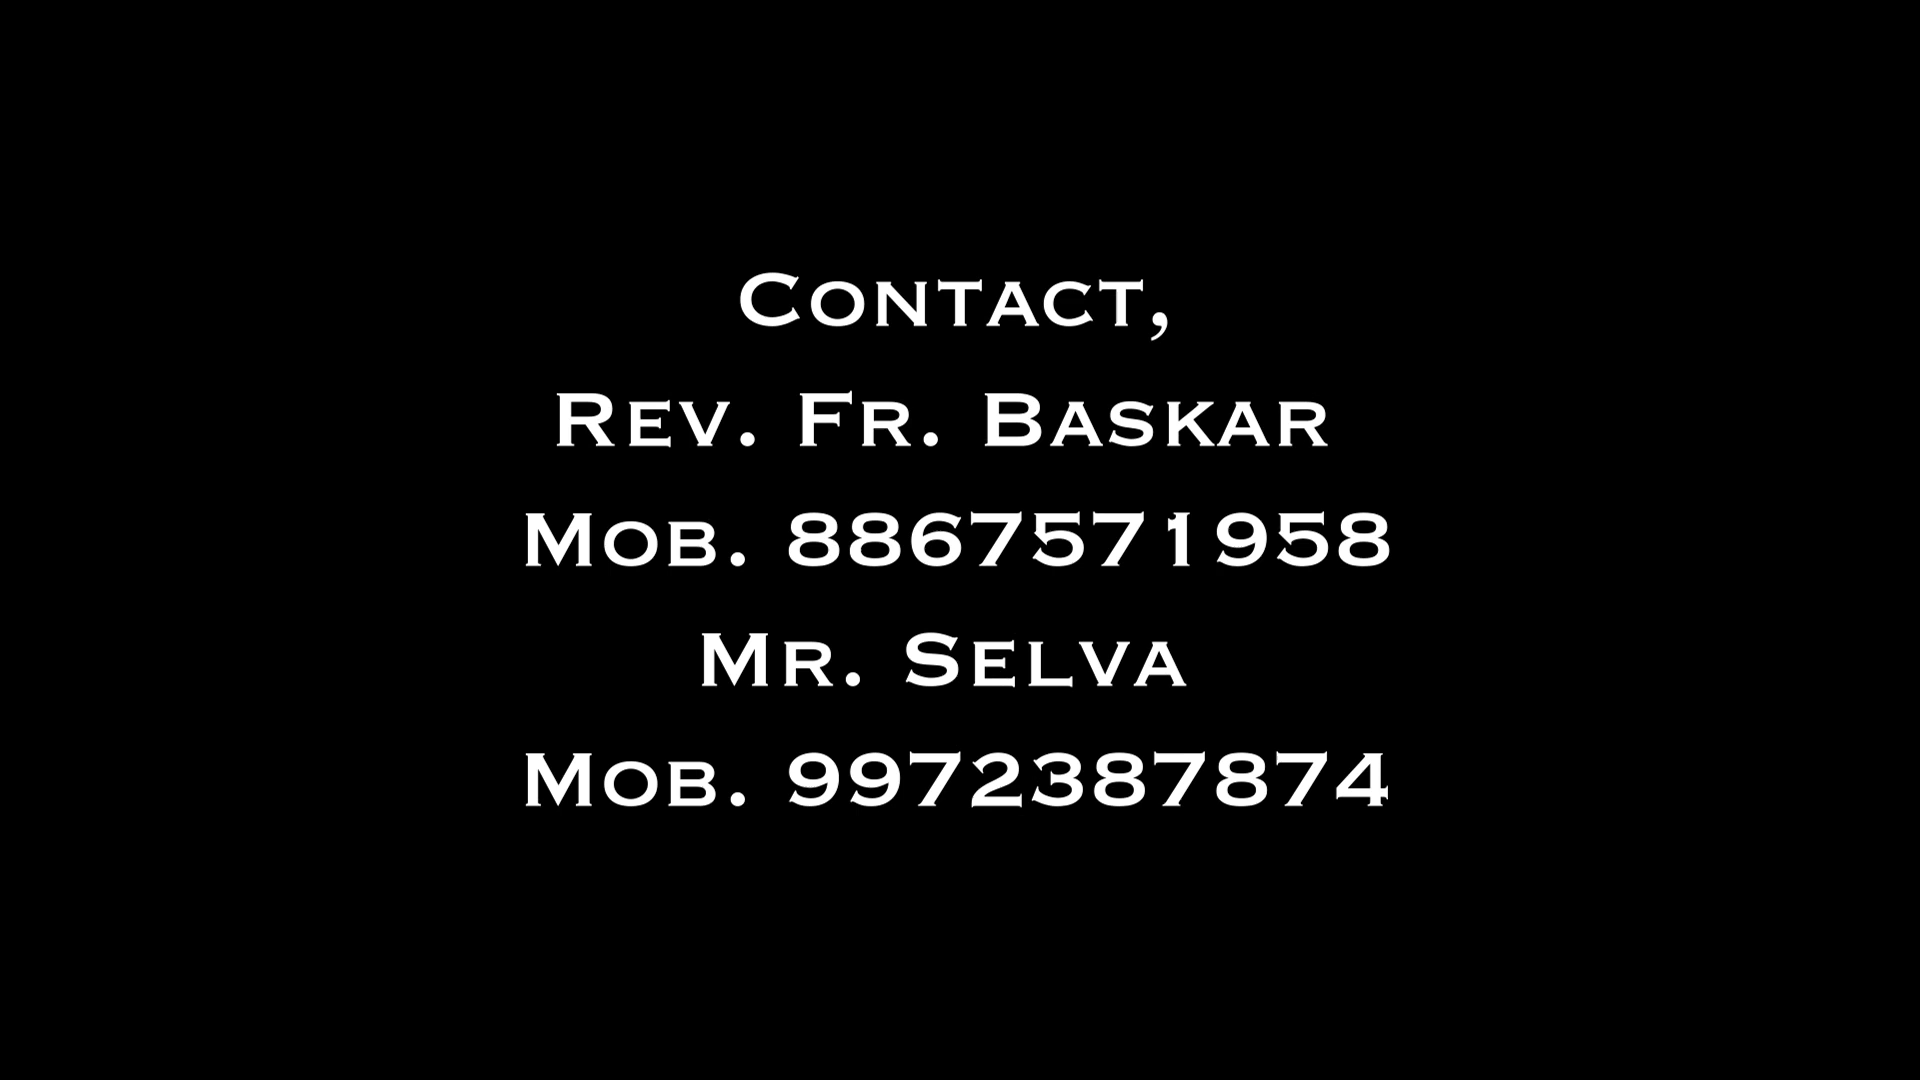 Contact,
Rev. Fr. Baskar
Mob. 8867571958
Mr. Selva
Mob. 9972387874